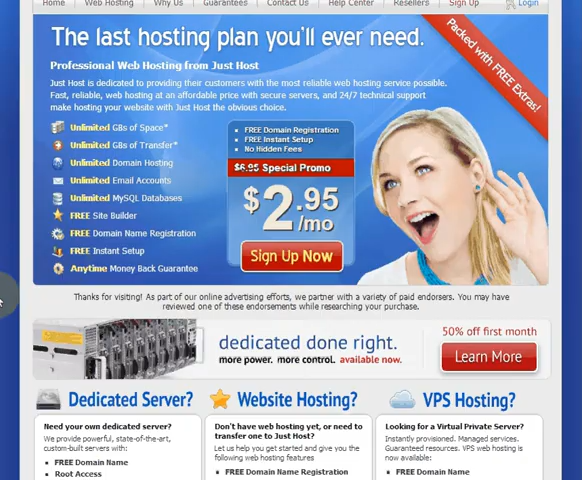 Home Web Hosting Why Us Guarantees Contact Us Help Center Resellers Sign Up Login
The last hosting plan you'll ever need.
Packed with FREE Extras!
Professional Web Hosting from Just Host
Just Host is dedicated to providing their customers with the most reliable web hosting service possible.
Fast, reliable, web hosting at an affordable price with secure servers, and 24/7 technical support
make hosting your website with Just Host the obvious choice.
Unlimited GBs of Space*
Unlimited GBs of Transfer*
Unlimited Domain Hosting
Unlimited Email Accounts
Unlimited MySQL Databases
FREE Site Builder
FREE Domain Name Registration
FREE Instant Setup
Anytime Money Back Guarantee
FREE Domain Registration
FREE Instant Setup
No Hidden Fees
$6.95 Special Promo
$2.95
/mo
Sign Up Now
Thanks for visiting! As part of our online advertising efforts, we partner with a variety of paid endorsers. You may have
reviewed one of these endorsements while researching your purchase.
dedicated done right.
more power. more control. available now.
50% off first month
Learn More
Dedicated Server?
Need your own dedicated server?
We provide powerful, state-of-the-art,
custom-built servers with:
FREE Domain Name
Root Access
Website Hosting?
Don't have web hosting yet, or need to
transfer one to Just Host?
Let us help you get started and give you the
following web hosting features
FREE Domain Name Registration
VPS Hosting?
Looking for a Virtual Private Server?
Instantly provisioned. Managed services.
Guaranteed resources. VPS web hosting is
now available:
FREE Domain Name